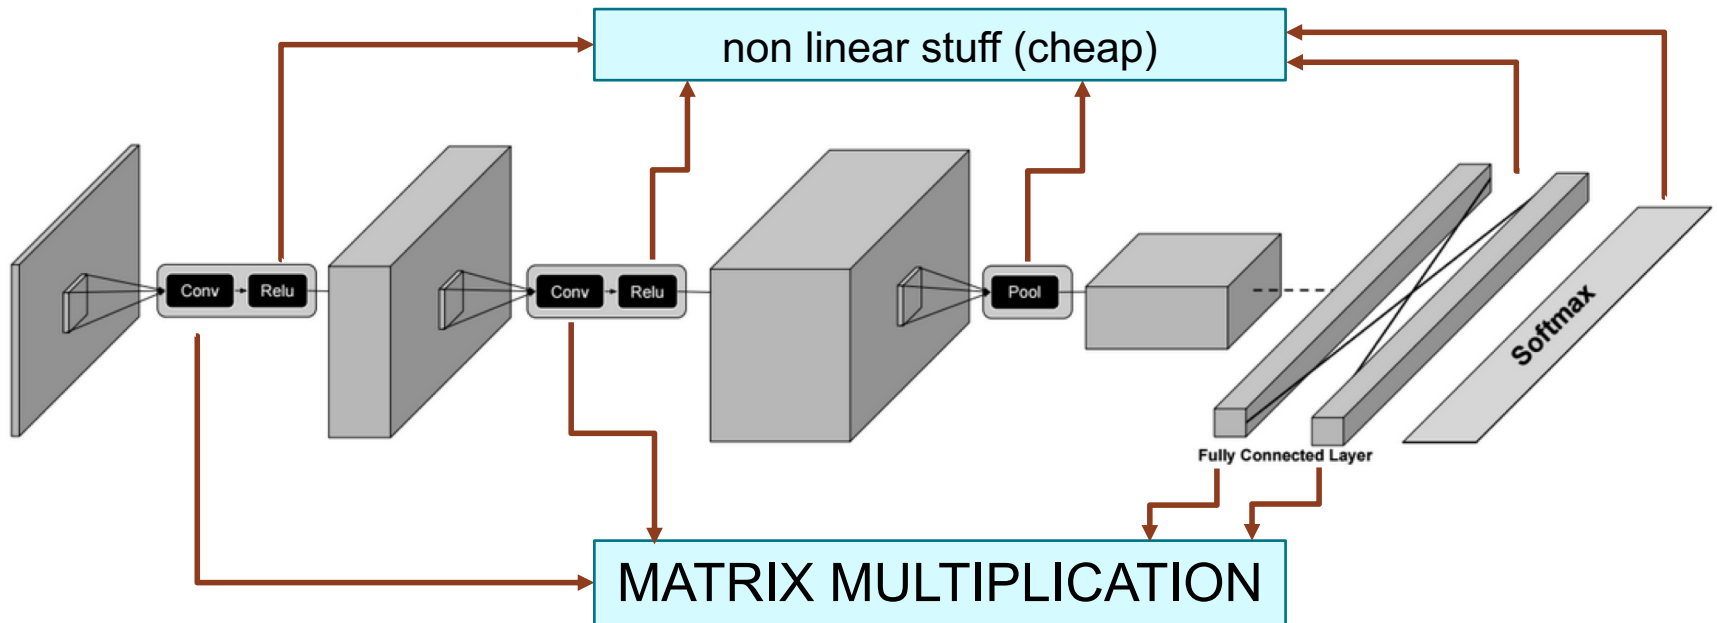 non linear stuff (cheap)
Conv
Relu
Conv
Relu
Pool
Softmax
Fully Connected Layer
MATRIX MULTIPLICATION